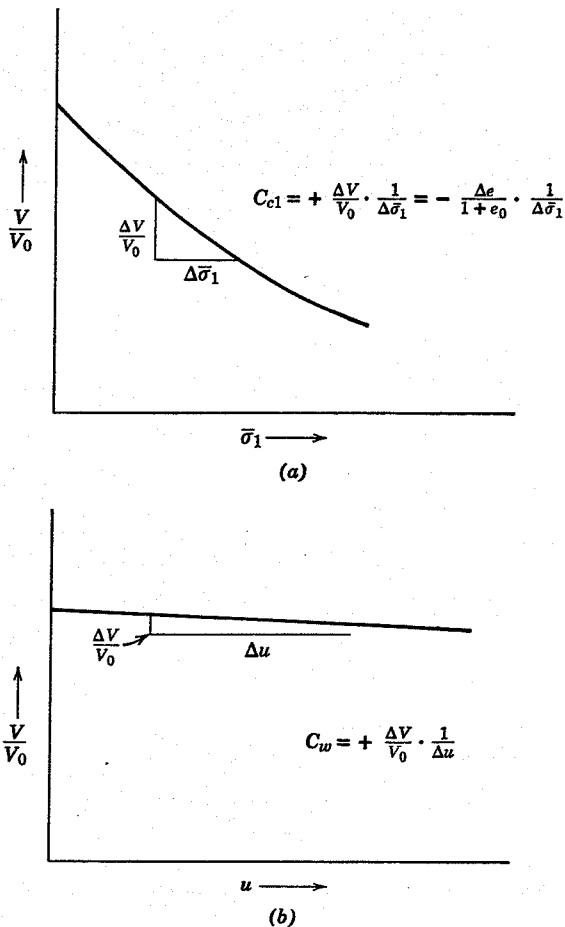 V/V₀
ΔV/V₀
Δσ̅₁
C_c1 = + ΔV/V₀ · 1/Δσ̅₁ = − Δe/(1 + e₀) · 1/Δσ̅₁
σ̅₁
(a)
V/V₀
ΔV/V₀
Δu
C_w = + ΔV/V₀ · 1/Δu
u
(b)